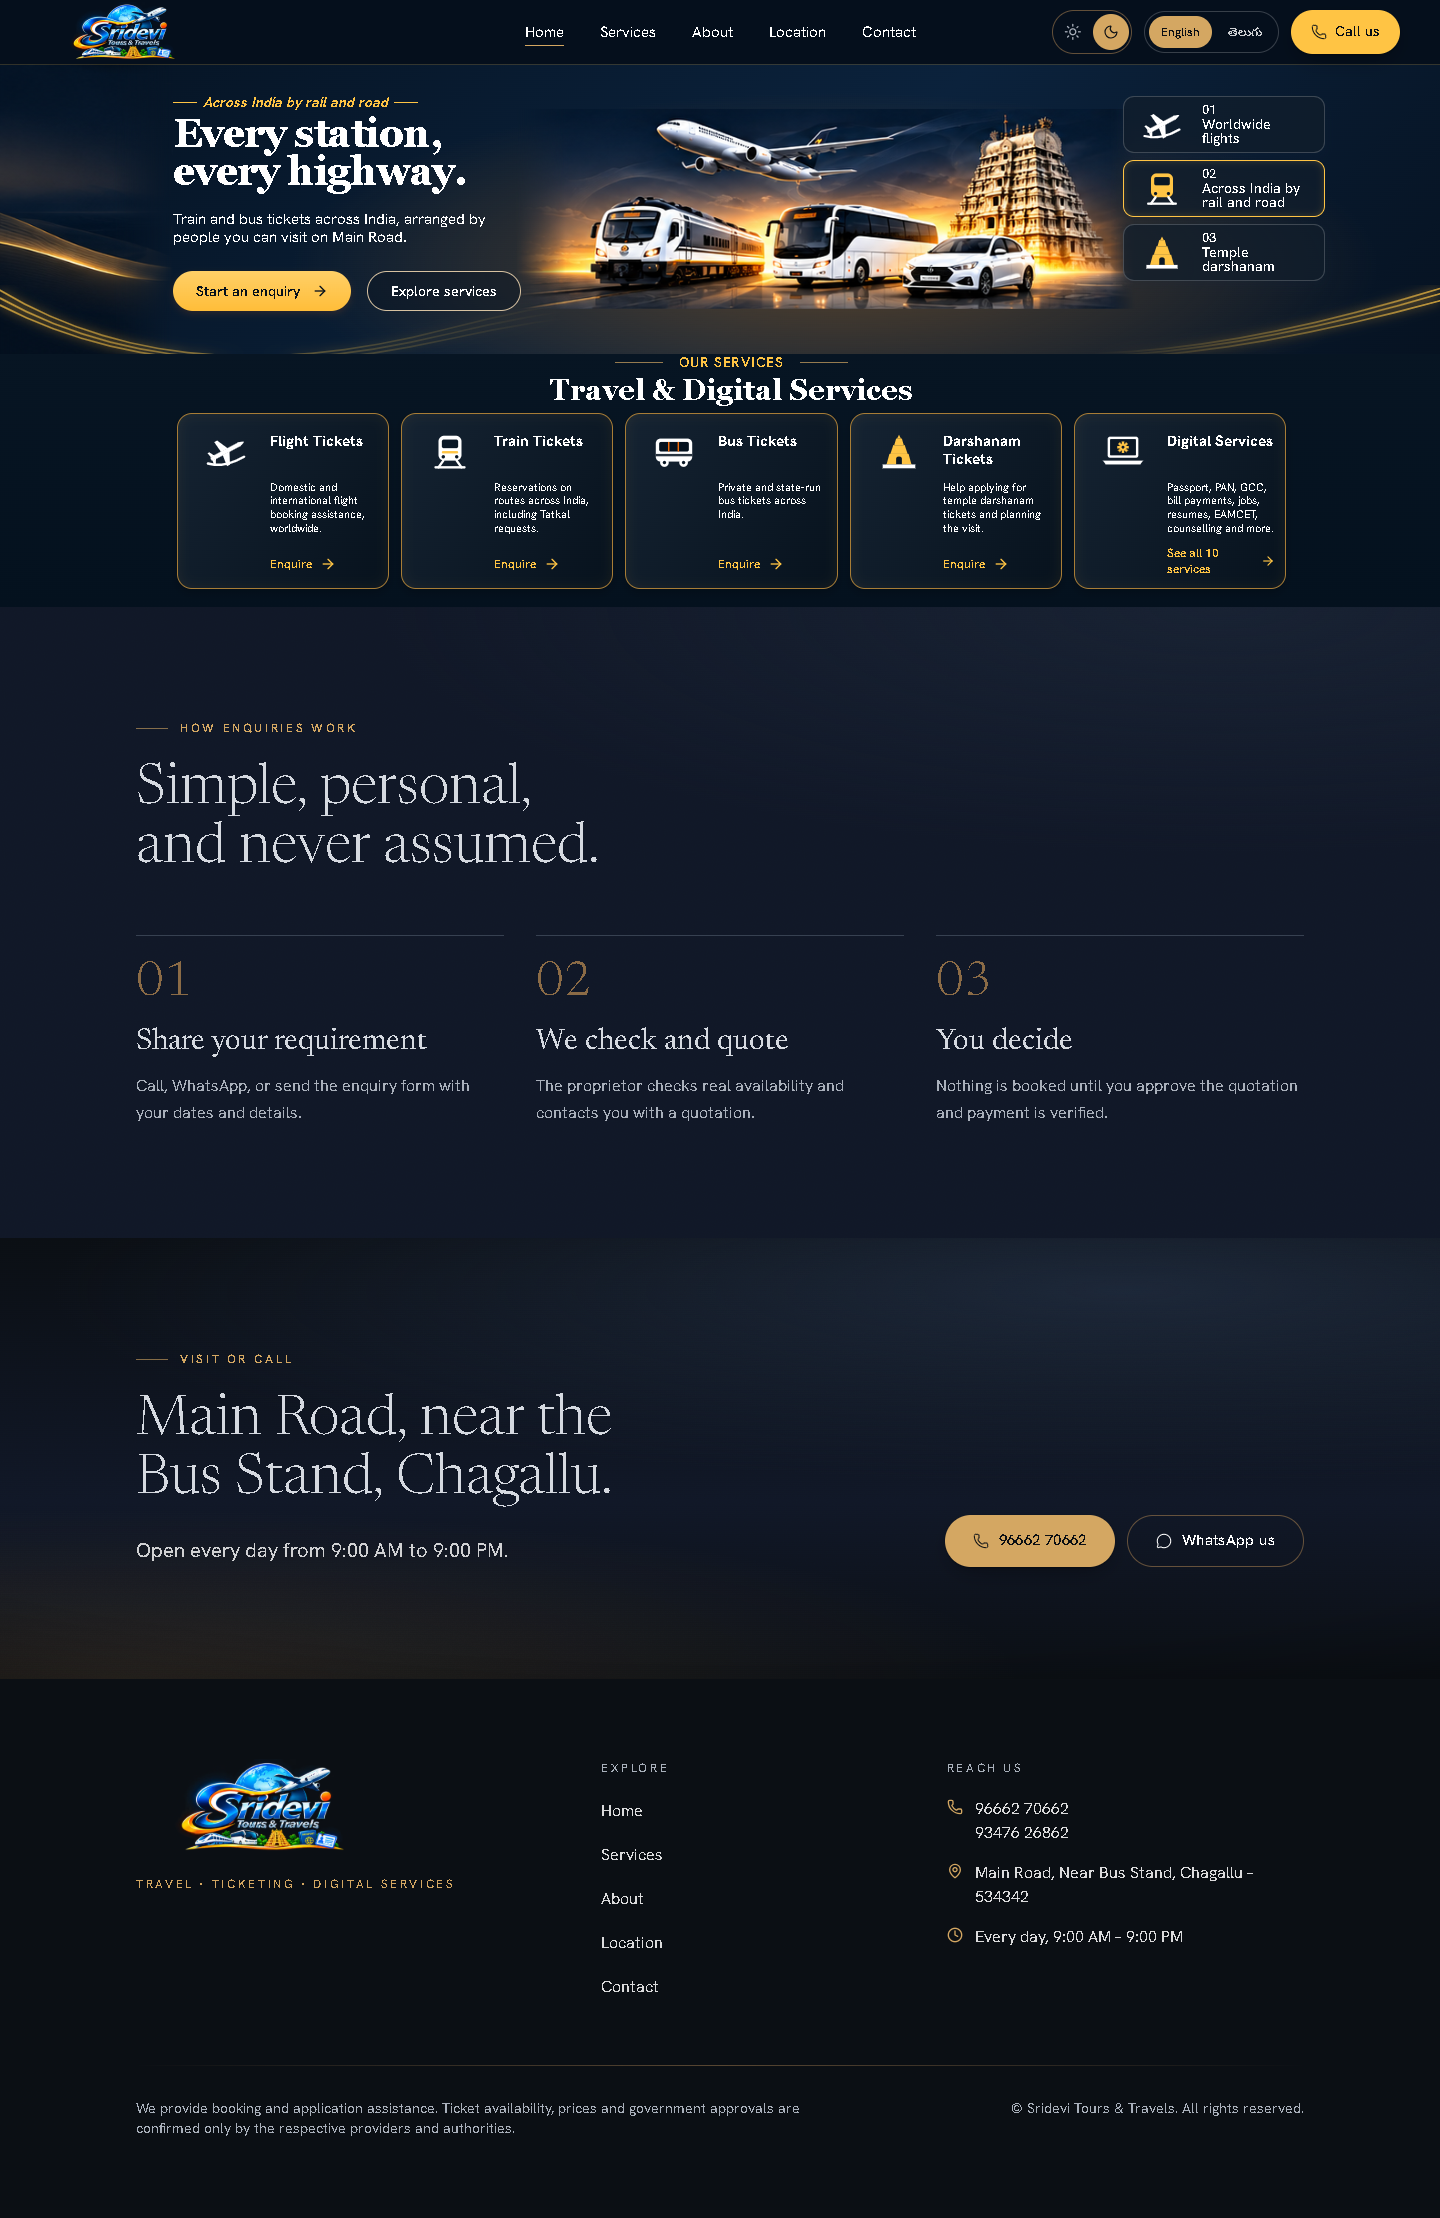 Sridevi
Tours & Travels
Home
Services
About
Location
Contact
English
తెలుగు
Call us
Across India by rail and road
Every station,
every highway.
Train and bus tickets across India, arranged by
people you can visit on Main Road.
Start an enquiry
Explore services
01
Worldwide
flights
02
Across India by
rail and road
03
Temple
darshanam
OUR SERVICES
Travel & Digital Services
Flight Tickets
Domestic and
international flight
booking assistance,
worldwide.
Enquire
Train Tickets
Reservations on
routes across India,
including Tatkal
requests.
Enquire
Bus Tickets
Private and state-run
bus tickets across
India.
Enquire
Darshanam
Tickets
Help applying for
temple darshanam
tickets and planning
the visit.
Enquire
Digital Services
Passport, PAN, GCC,
bill payments, jobs,
resumes, EAMCET,
counselling and more.
See all 10
services
HOW ENQUIRIES WORK
Simple, personal,
and never assumed.
01
Share your requirement
Call, WhatsApp, or send the enquiry form with
your dates and details.
02
We check and quote
The proprietor checks real availability and
contacts you with a quotation.
03
You decide
Nothing is booked until you approve the quotation
and payment is verified.
VISIT OR CALL
Main Road, near the
Bus Stand, Chagallu.
Open every day from 9:00 AM to 9:00 PM.
96662 70662
WhatsApp us
Sridevi
Tours & Travels
TRAVEL • TICKETING • DIGITAL SERVICES
EXPLORE
Home
Services
About
Location
Contact
REACH US
96662 70662
93476 26862
Main Road, Near Bus Stand, Chagallu –
534342
Every day, 9:00 AM – 9:00 PM
We provide booking and application assistance. Ticket availability, prices and government approvals are
confirmed only by the respective providers and authorities.
© Sridevi Tours & Travels. All rights reserved.